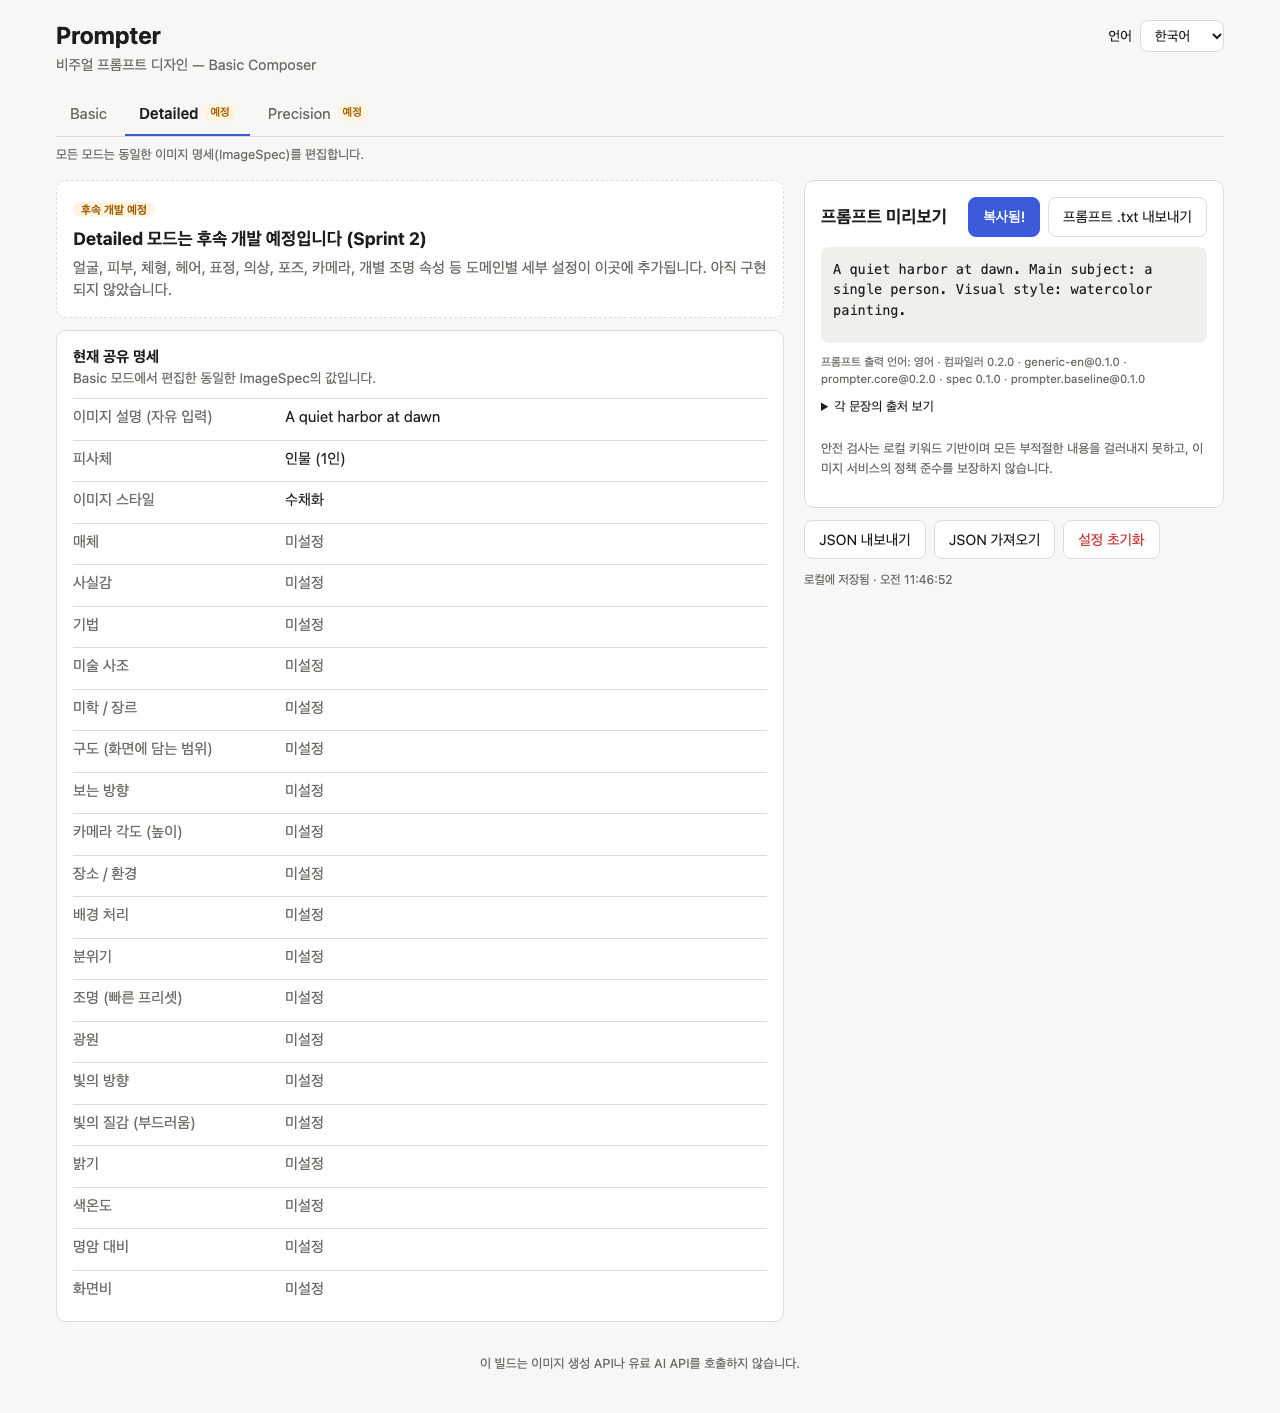 Prompter
비주얼 프롬프트 디자인 — Basic Composer
언어
한국어
Basic
Detailed 예정
Precision 예정
모든 모드는 동일한 이미지 명세(ImageSpec)를 편집합니다.
후속 개발 예정
Detailed 모드는 후속 개발 예정입니다 (Sprint 2)
얼굴, 피부, 체형, 헤어, 표정, 의상, 포즈, 카메라, 개별 조명 속성 등 도메인별 세부 설정이 이곳에 추가됩니다. 아직 구현
되지 않았습니다.
현재 공유 명세
Basic 모드에서 편집한 동일한 ImageSpec의 값입니다.
이미지 설명 (자유 입력) A quiet harbor at dawn
피사체 인물 (1인)
이미지 스타일 수채화
매체 미설정
사실감 미설정
기법 미설정
미술 사조 미설정
미학 / 장르 미설정
구도 (화면에 담는 범위) 미설정
보는 방향 미설정
카메라 각도 (높이) 미설정
장소 / 환경 미설정
배경 처리 미설정
분위기 미설정
조명 (빠른 프리셋) 미설정
광원 미설정
빛의 방향 미설정
빛의 질감 (부드러움) 미설정
밝기 미설정
색온도 미설정
명암 대비 미설정
화면비 미설정
프롬프트 미리보기
복사됨!
프롬프트 .txt 내보내기
A quiet harbor at dawn. Main subject: a
single person. Visual style: watercolor
painting.
프롬프트 출력 언어: 영어 · 컴파일러 0.2.0 · generic-en@0.1.0 ·
prompter.core@0.2.0 · spec 0.1.0 · prompter.baseline@0.1.0
▶ 각 문장의 출처 보기
안전 검사는 로컬 키워드 기반이며 모든 부적절한 내용을 걸러내지 못하고, 이
미지 서비스의 정책 준수를 보장하지 않습니다.
JSON 내보내기
JSON 가져오기
설정 초기화
로컬에 저장됨 · 오전 11:46:52
이 빌드는 이미지 생성 API나 유료 AI API를 호출하지 않습니다.